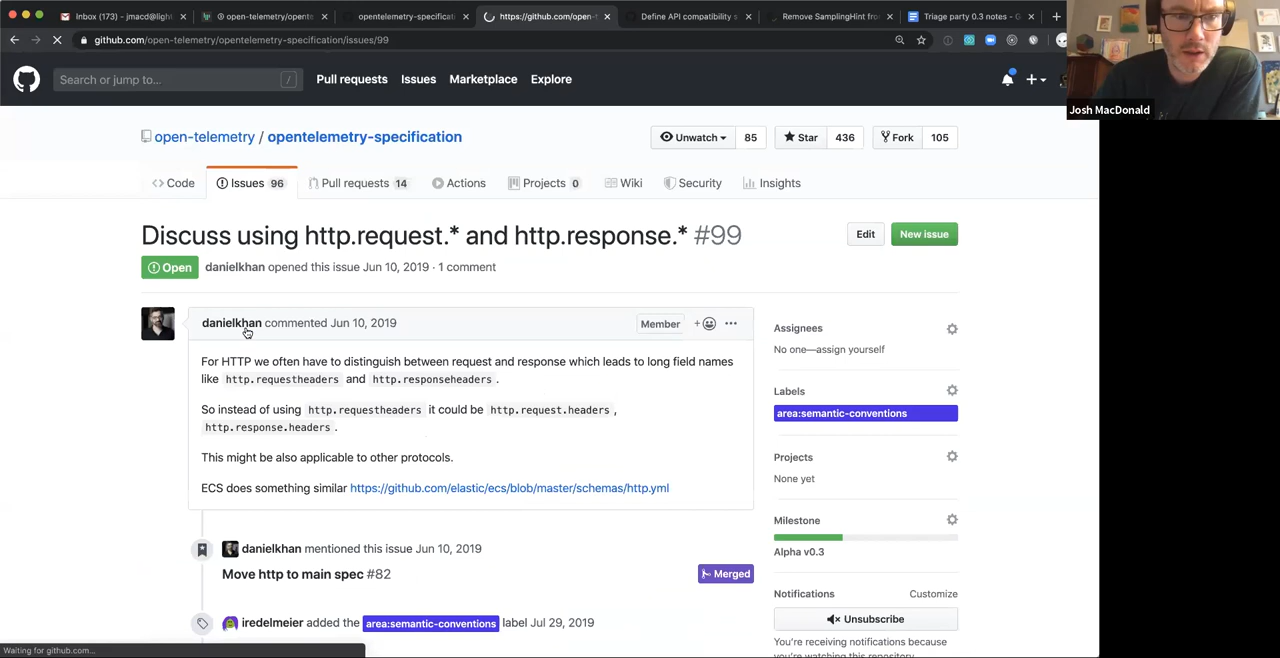 Inbox (173) - jmacd@light
open-telemetry/opente
opentelemetry-specificati
https://github.com/open-t
Define API compatibility s
Remove SamplingHint fro
Triage party 0.3 notes - G
github.com/open-telemetry/opentelemetry-specification/issues/99
Search or jump to...
/
Pull requests
Issues
Marketplace
Explore
Josh MacDonald
open-telemetry / opentelemetry-specification
Unwatch 85
Star 436
Fork 105
Code
Issues 96
Pull requests 14
Actions
Projects 0
Wiki
Security
Insights
Discuss using http.request.* and http.response.* #99
Edit
New issue
Open
danielkhan opened this issue Jun 10, 2019 · 1 comment
danielkhan commented Jun 10, 2019
Member
For HTTP we often have to distinguish between request and response which leads to long field names
like http.requestheaders and http.responseheaders .
So instead of using http.requestheaders it could be http.request.headers ,
http.response.headers .
This might be also applicable to other protocols.
ECS does something similar https://github.com/elastic/ecs/blob/master/schemas/http.yml
danielkhan mentioned this issue Jun 10, 2019
Move http to main spec #82
Merged
iredelmeier added the area:semantic-conventions label Jul 29, 2019
Assignees
No one—assign yourself
Labels
area:semantic-conventions
Projects
None yet
Milestone
Alpha v0.3
Notifications
Customize
Unsubscribe
You're receiving notifications because
you're watching this repository.
Waiting for github.com...